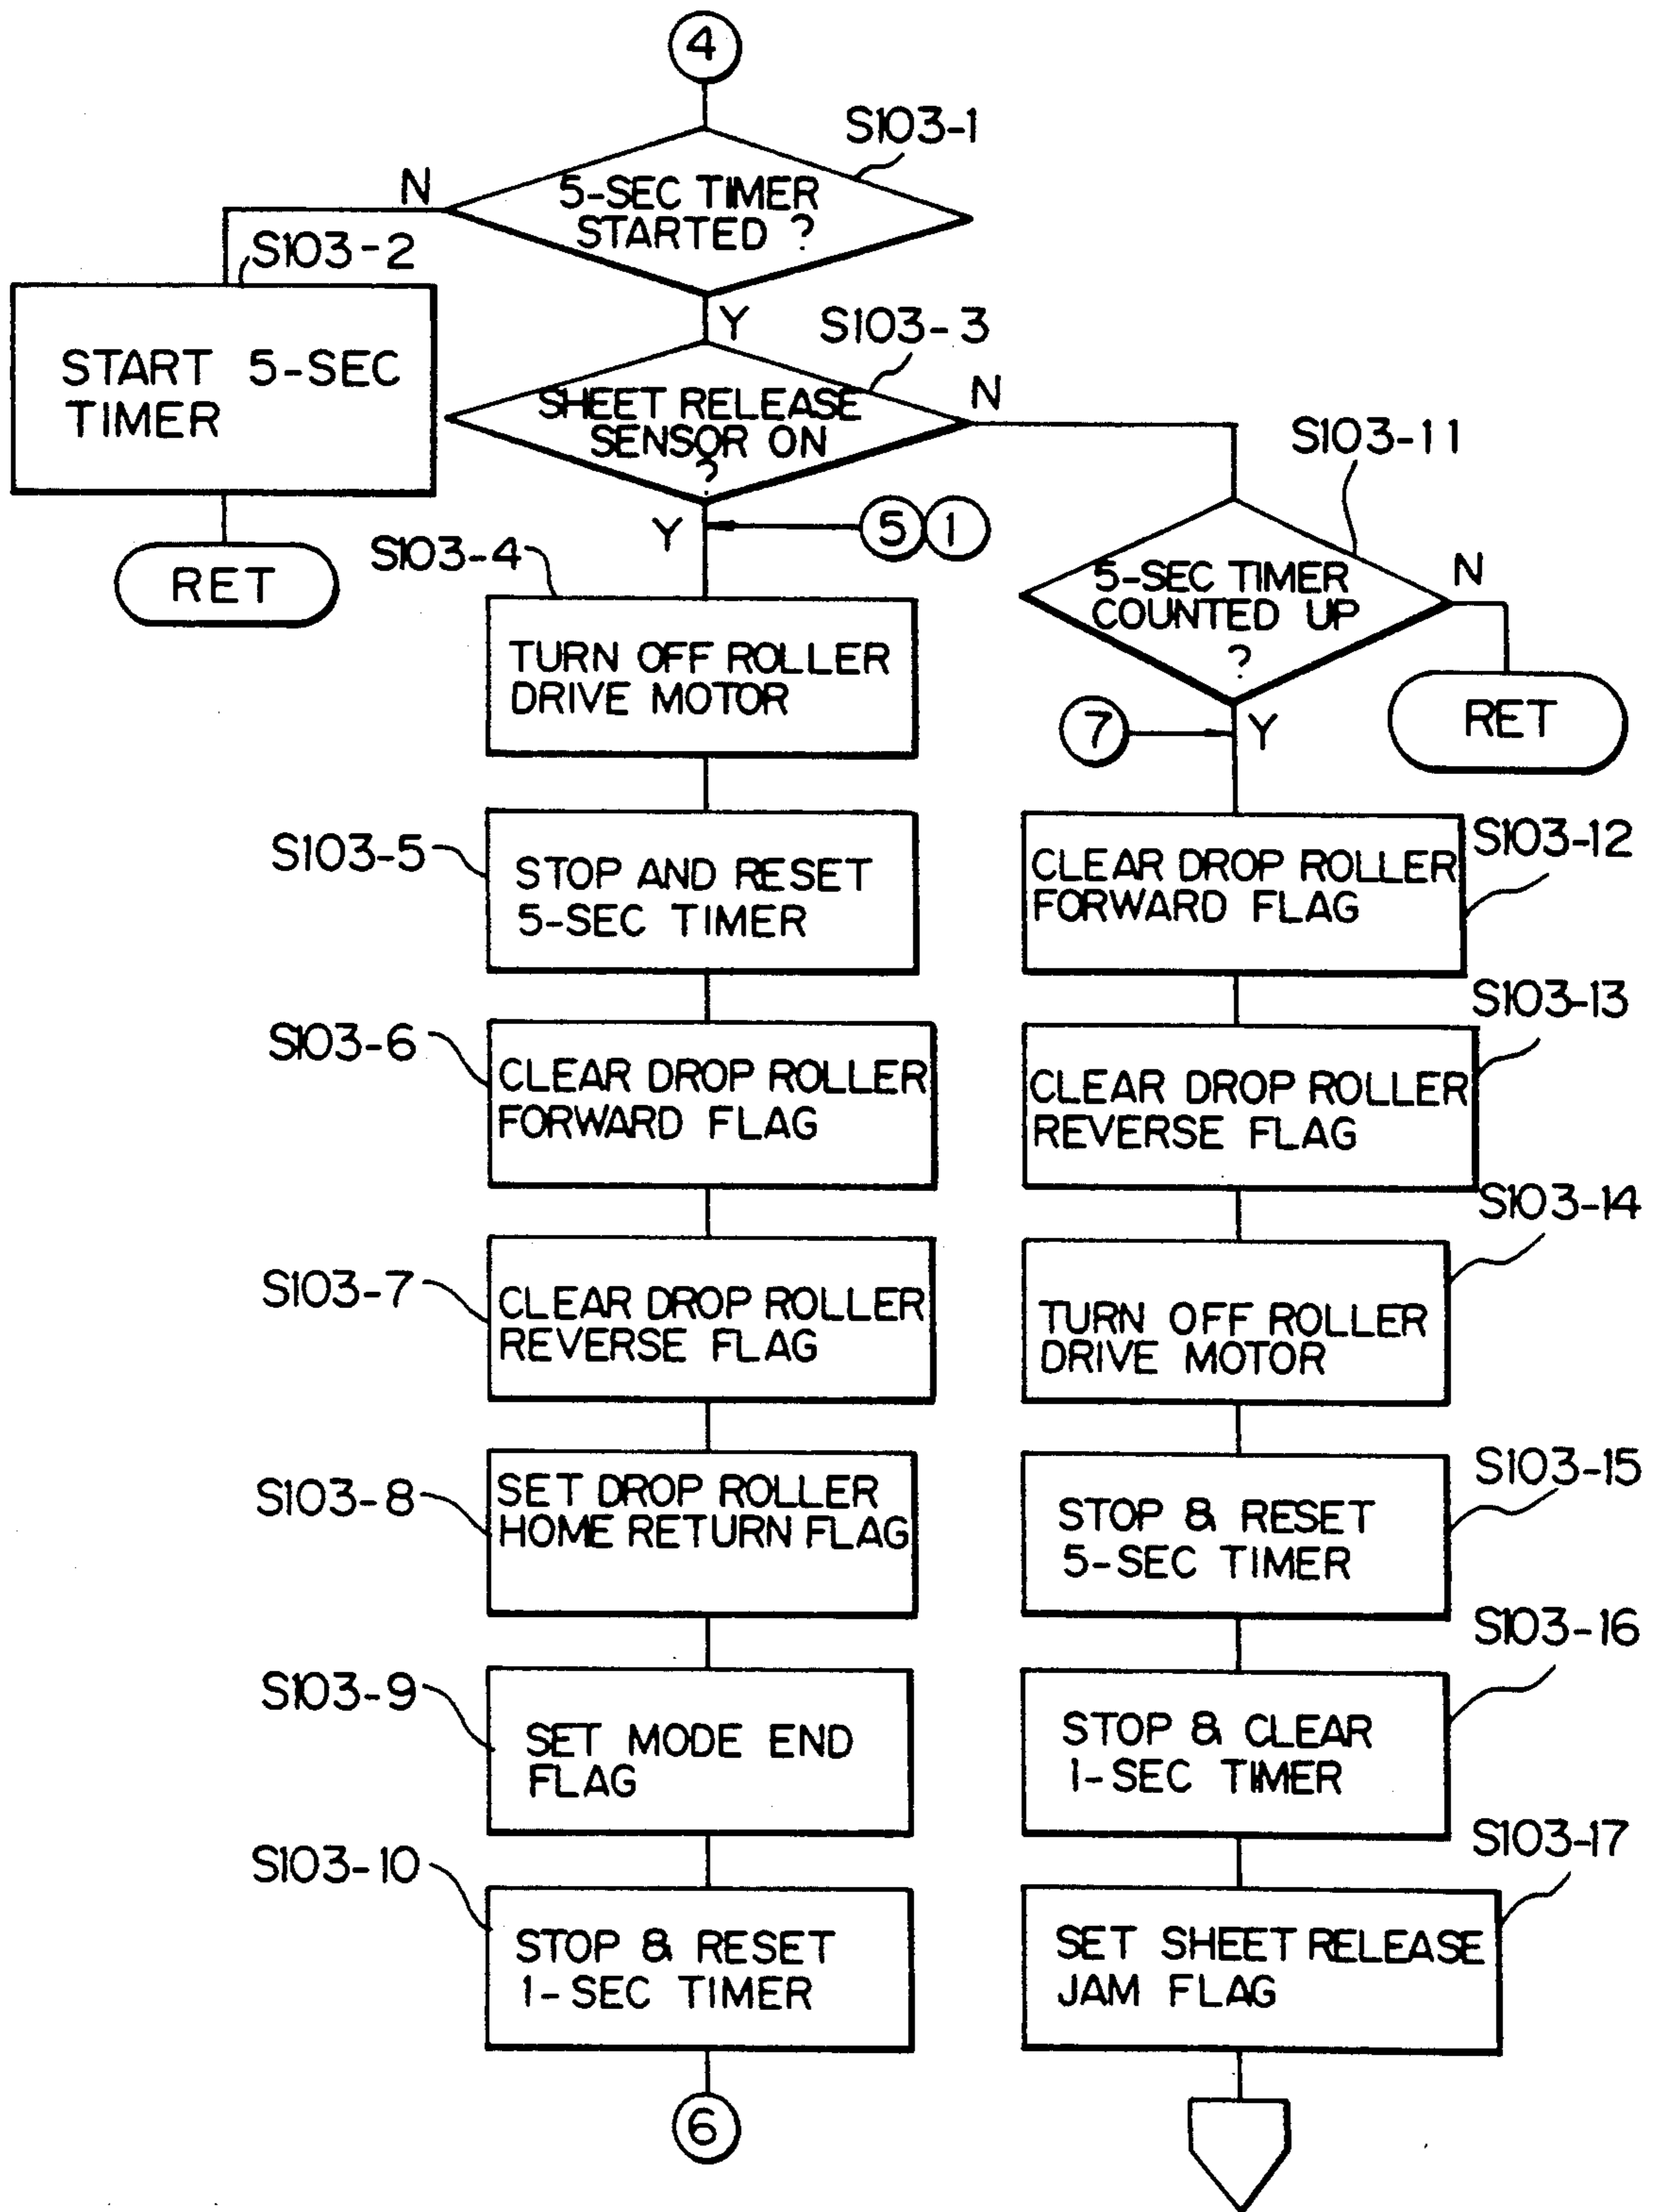 4
S103-1
N
5-SEC TIMER
STARTED ?
S103-2
START 5-SEC
TIMER
RET
Y
S103-3
SHEET RELEASE
SENSOR ON
?
N
Y
5 1
S103-11
5-SEC TIMER
COUNTED UP
?
N
RET
7
Y
S103-4
TURN OFF ROLLER
DRIVE MOTOR
S103-5
STOP AND RESET
5-SEC TIMER
S103-6
CLEAR DROP ROLLER
FORWARD FLAG
S103-7
CLEAR DROP ROLLER
REVERSE FLAG
S103-8
SET DROP ROLLER
HOME RETURN FLAG
S103-9
SET MODE END
FLAG
S103-10
STOP & RESET
1-SEC TIMER
6
S103-12
CLEAR DROP ROLLER
FORWARD FLAG
S103-13
CLEAR DROP ROLLER
REVERSE FLAG
S103-14
TURN OFF ROLLER
DRIVE MOTOR
S103-15
STOP & RESET
5-SEC TIMER
S103-16
STOP & CLEAR
1-SEC TIMER
S103-17
SET SHEET RELEASE
JAM FLAG